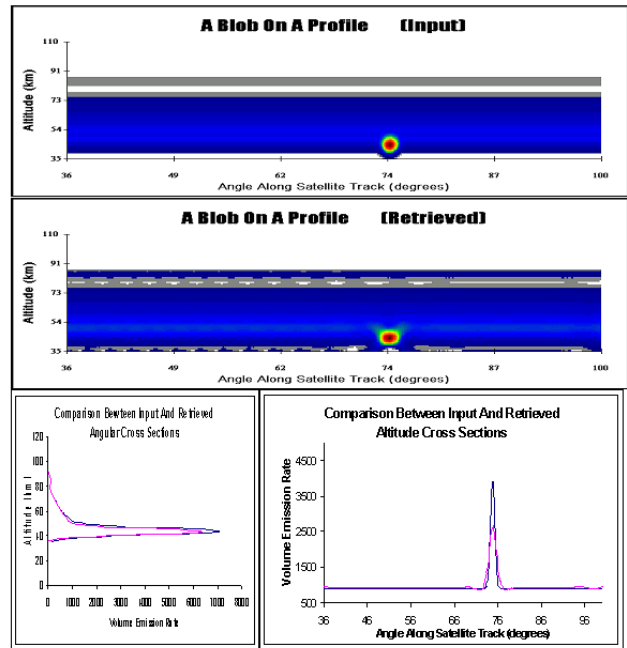 A Blob On A Profile (Input)
110
91
73
54
35
Altitude (km)
36 49 62 74 87 100
Angle Along Satellite Track (degrees)
A Blob On A Profile (Retrieved)
110
91
73
54
35
Altitude (km)
36 49 62 74 87 100
Angle Along Satellite Track (degrees)
Comparison Bewteen Input And Retrieved
Angular Cross Sections
120
100
80
60
40
20
0
Altitude (km)
0 1000 2000 3000 4000 5000 6000 7000 8000
Volume Emission Rate
Comparison Between Input And Retrieved
Altitude Cross Sections
4500
3500
2500
1500
500
Volume Emission Rate
36 46 56 66 76 86 96
Angle Along Satellite Track (degrees)